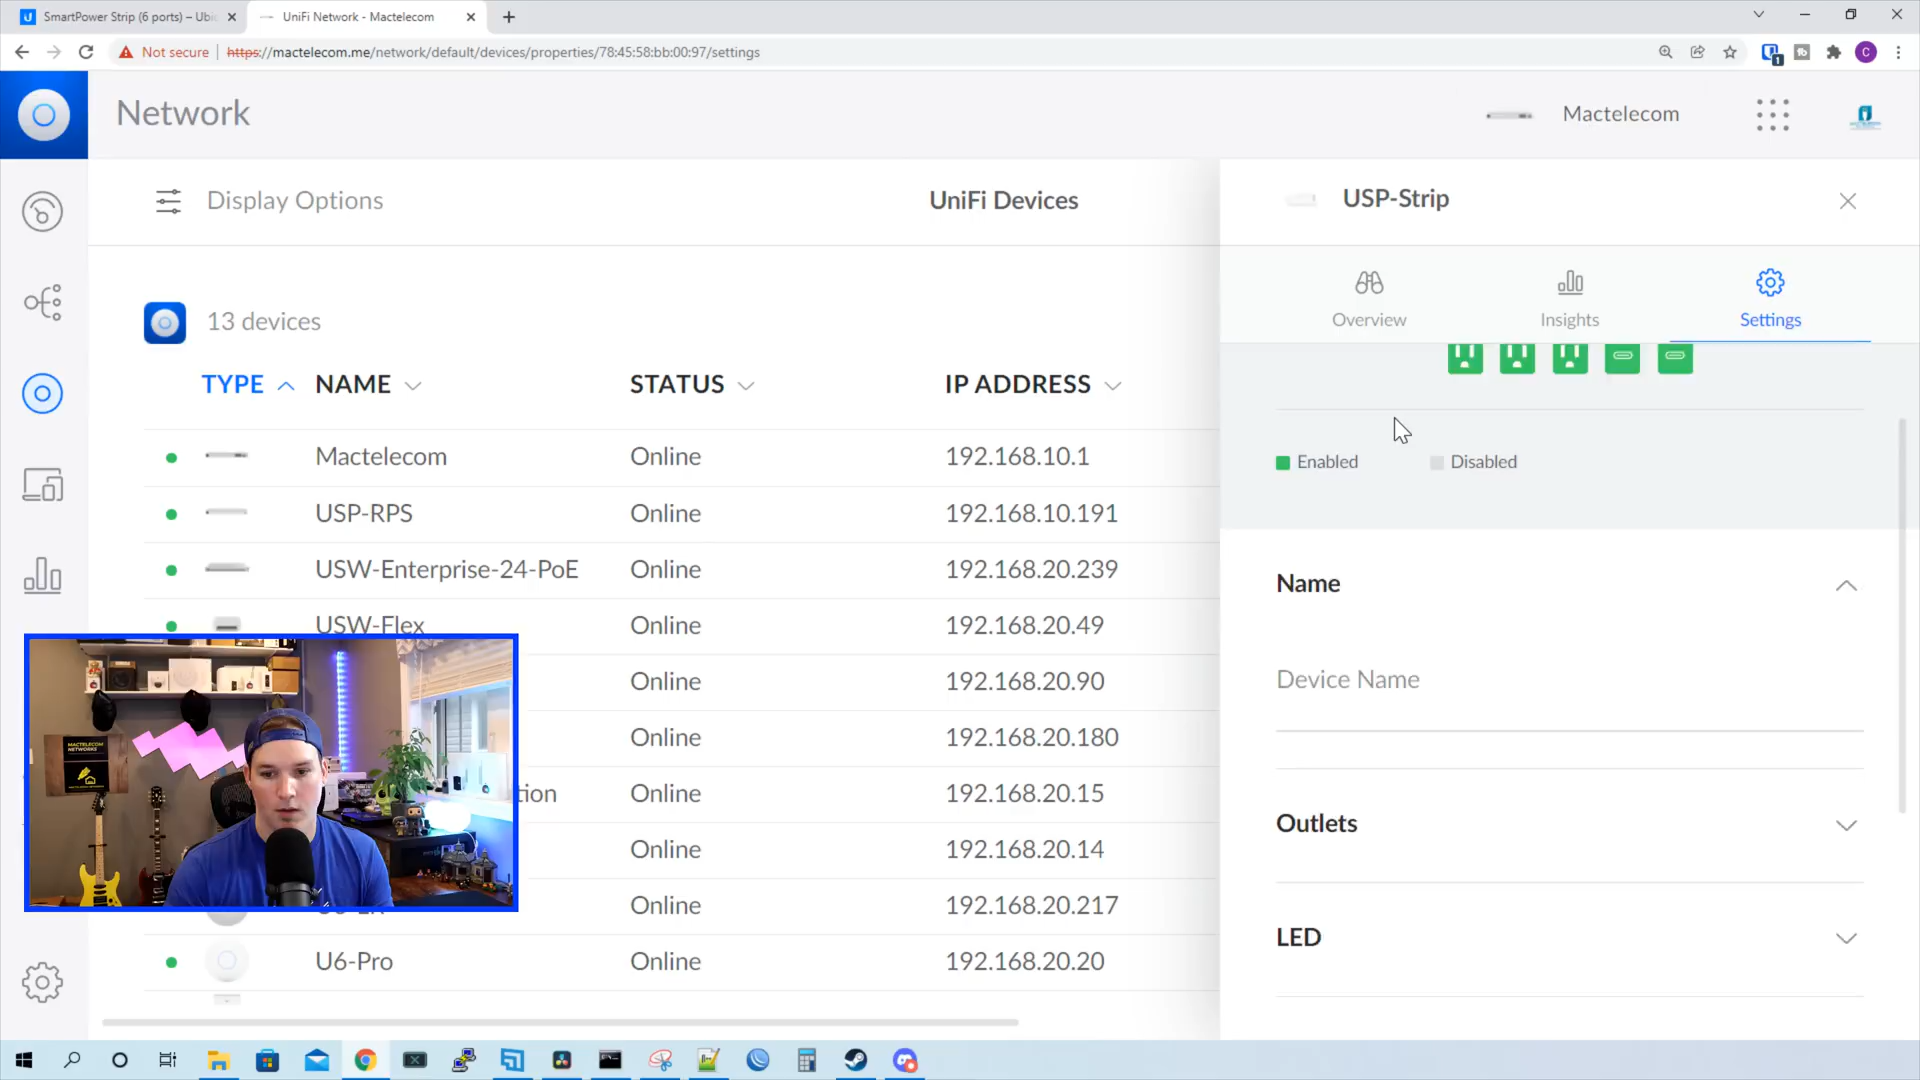 SmartPower Strip (6 ports) – Ubi
UniFi Network - Mactelecom
Not secure
https://mactelecom.me/network/default/devices/properties/78:45:58:bb:00:97/settings
1
C
Network
Mactelecom
Display Options
UniFi Devices
USP-Strip
Overview
Insights
Settings
13 devices
TYPE NAME STATUS IP ADDRESS
Mactelecom Online 192.168.10.1
USP-RPS Online 192.168.10.191
USW-Enterprise-24-PoE Online 192.168.20.239
USW-Flex Online 192.168.20.49
Online 192.168.20.90
Online 192.168.20.180
tion Online 192.168.20.15
Online 192.168.20.14
Online 192.168.20.217
U6-Pro Online 192.168.20.20
Enabled
Disabled
Name
Device Name
Outlets
LED
MACTELECOM
NETWORKS